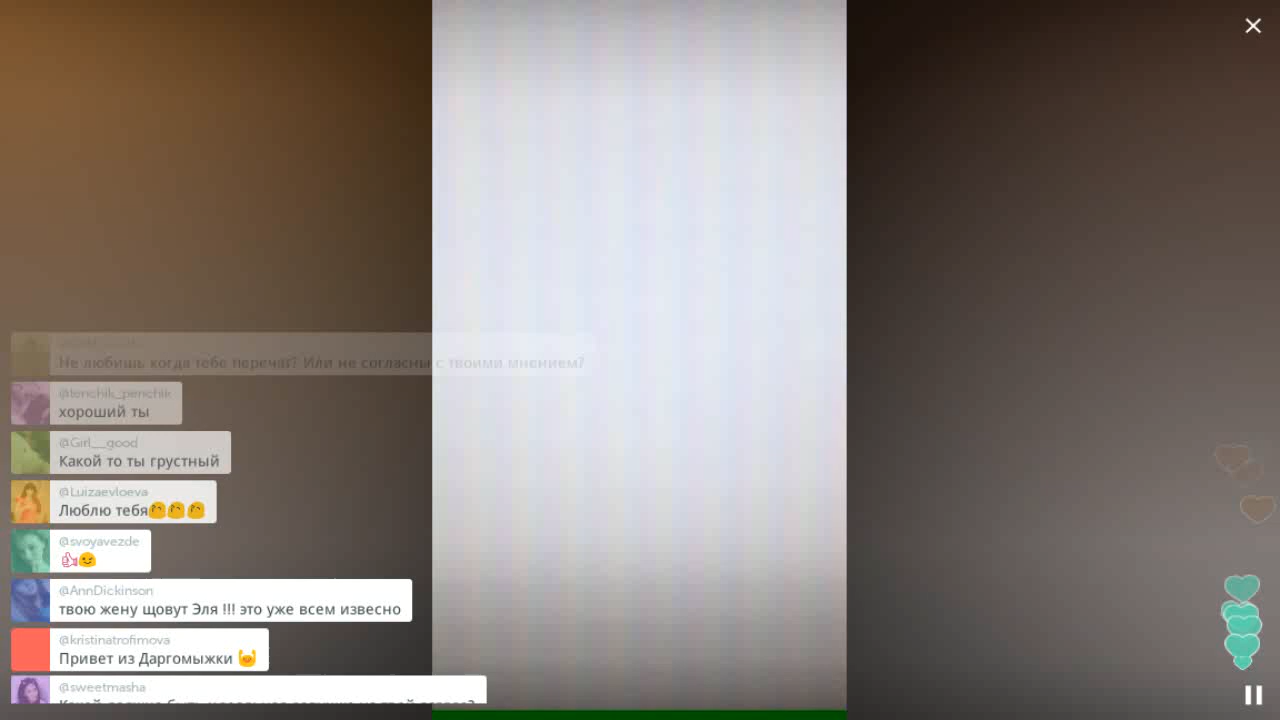 Не любишь когда тебе перечат? Или не согласны с твоими мнением?
@tenchik_penchik
хороший ты
@Girl__good
Какой то ты грустный
@Luizaevloeva
Люблю тебя
@svoyavezde
@AnnDickinson
твою жену щовут Эля !!! это уже всем извесно
@kristinatrofimova
Привет из Даргомыжки
@sweetmasha